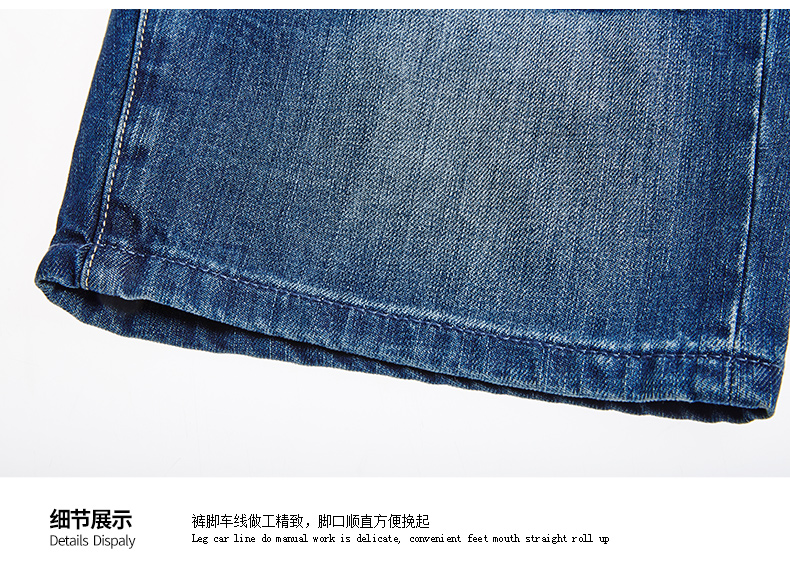 细节展示
Details Dispaly
裤脚车线做工精致，脚口顺直方便挽起
Leg car line do manual work is delicate, convenient feet mouth straight roll up